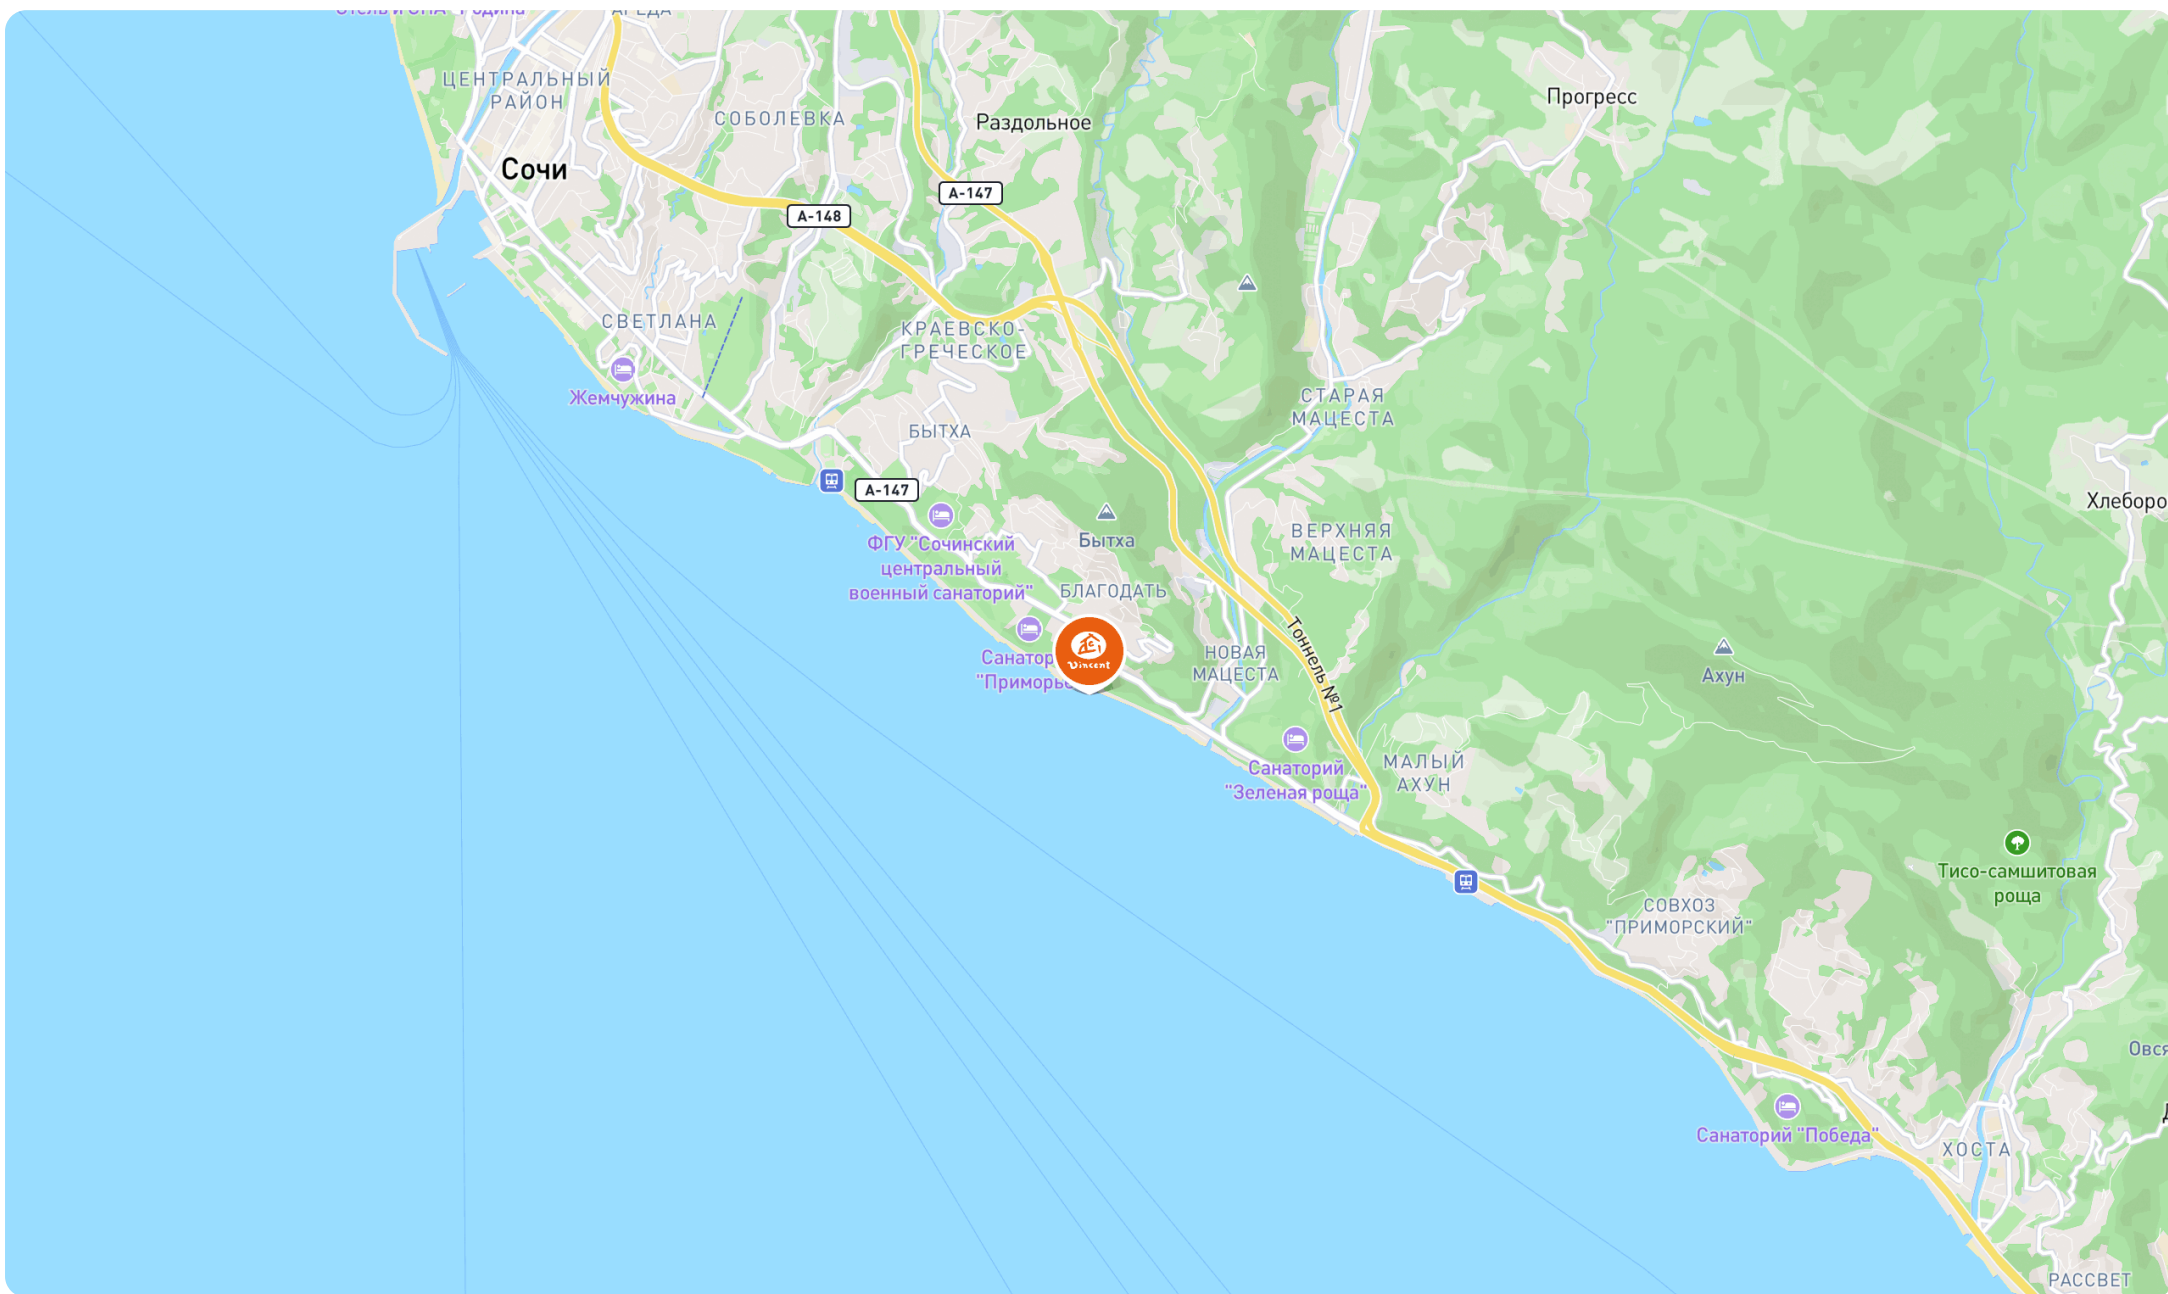 ЦЕНТРАЛЬНЫЙ
РАЙОН
СОБОЛЕВКА
Раздольное
Прогресс
Сочи
А-147
А-148
СВЕТЛАНА
КРАЕВСКО-
ГРЕЧЕСКОЕ
Жемчужина
БЫТХА
СТАРАЯ
МАЦЕСТА
А-147
Хлеборо
ФГУ "Сочинский
центральный
военный санаторий"
Бытха
ВЕРХНЯЯ
МАЦЕСТА
БЛАГОДАТЬ
Vincent
Санатор
"Приморье
НОВАЯ
МАЦЕСТА
Тоннель №1
Ахун
Санаторий
"Зеленая роща"
МАЛЫЙ
АХУН
Тисо-самшитовая
роща
СОВХОЗ
"ПРИМОРСКИЙ"
Овся
Санаторий "Победа"
ХОСТА
РАССВЕТ